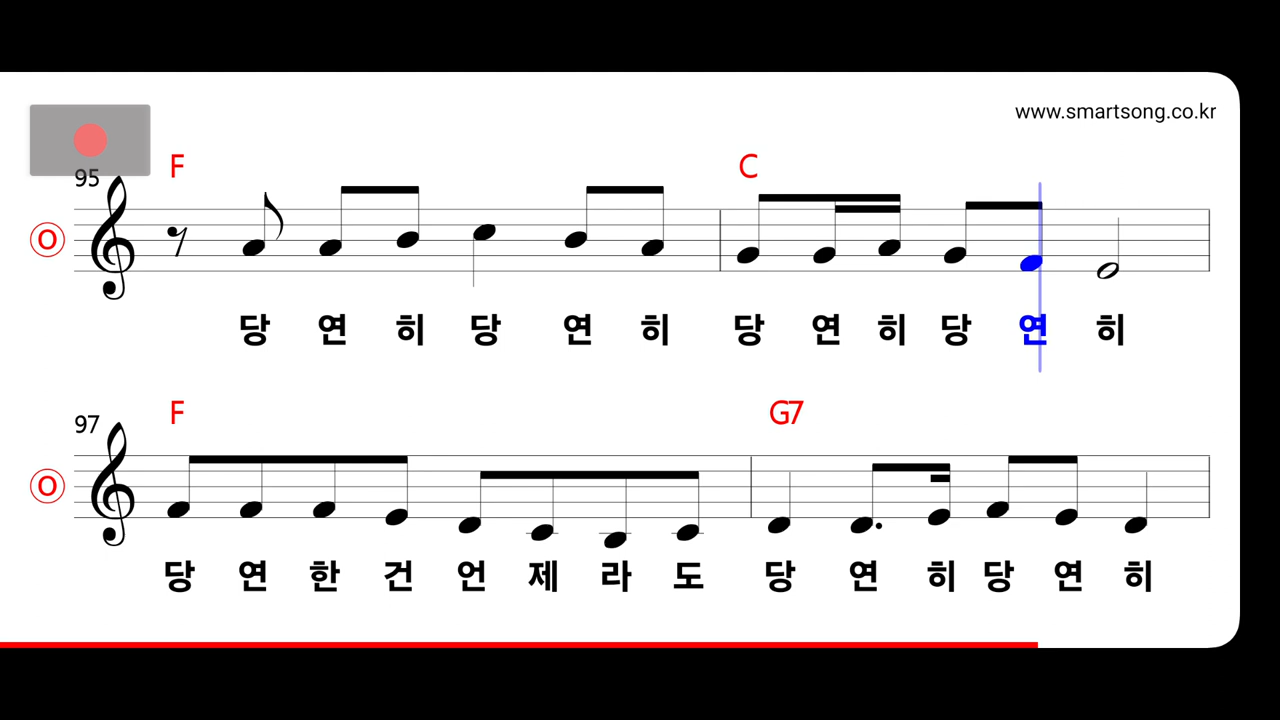 www.smartsong.co.kr
F C
95
O
당 연 히 당 연 히 당 연 히 당 연 히
F G7
97
O
당 연 한 건 언 제 라 도 당 연 히 당 연 히